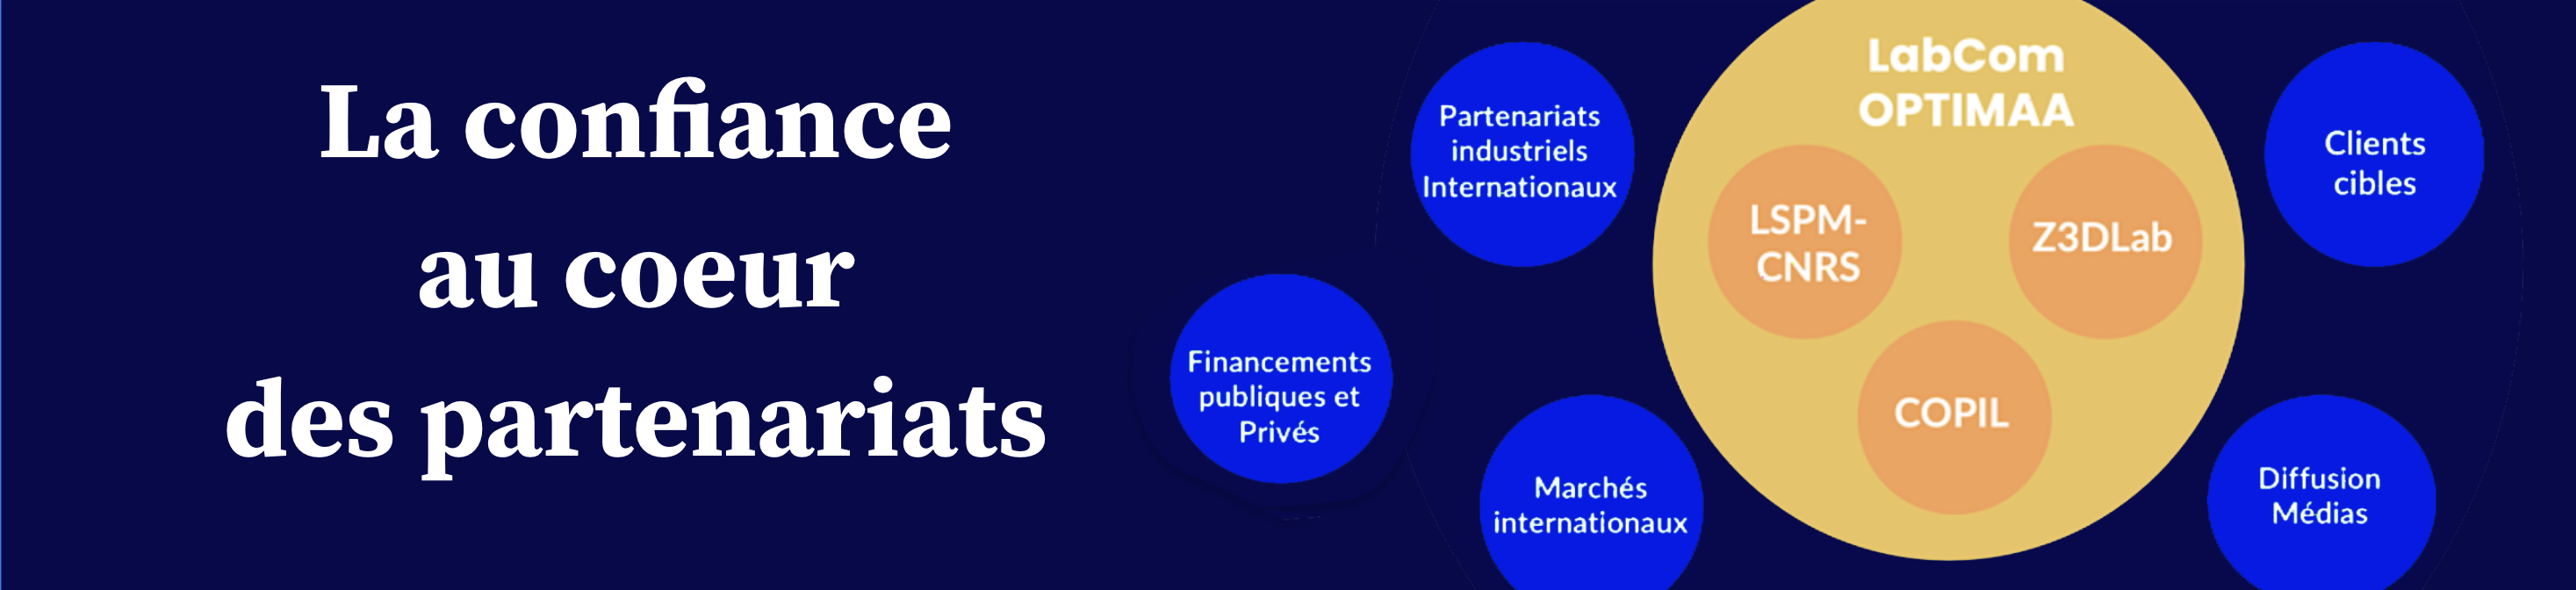 La confiance
au coeur
des partenariats
Financements
publiques et
Privés
Partenariats
industriels
Internationaux
Marchés
internationaux
LabCom
OPTIMAA
LSPM-
CNRS
Z3DLab
COPIL
Clients
cibles
Diffusion
Médias